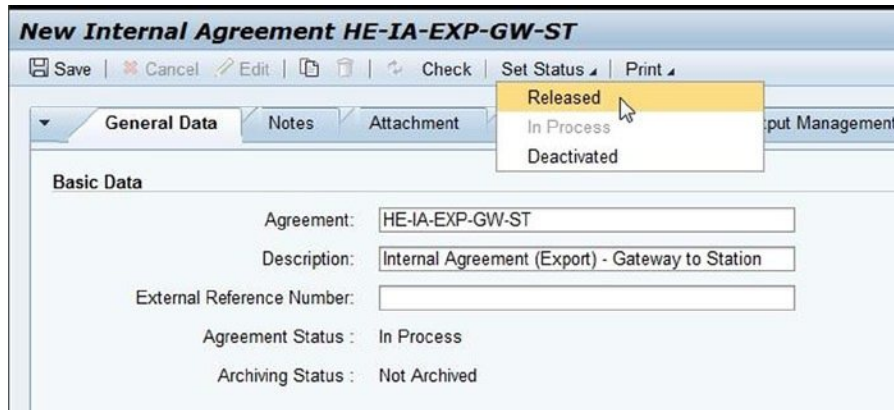 New Internal Agreement HE-IA-EXP-GW-ST
Save | Cancel Edit | | Check | Set Status | Print
Released
In Process
Deactivated
General Data Notes Attachment Management
Basic Data
Agreement: HE-IA-EXP-GW-ST
Description: Internal Agreement (Export) - Gateway to Station
External Reference Number:
Agreement Status : In Process
Archiving Status : Not Archived